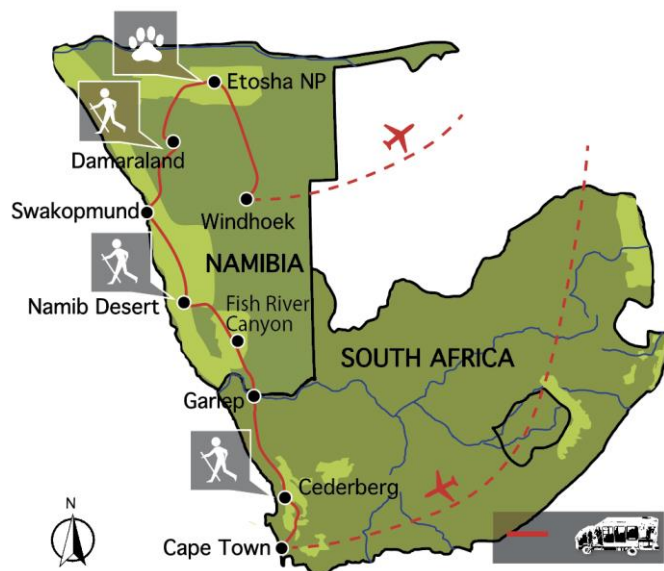 Etosha NP
Damaraland
Swakopmund
Windhoek
NAMIBIA
Namib Desert
Fish River
Canyon
SOUTH AFRICA
Gariep
Cederberg
N
Cape Town